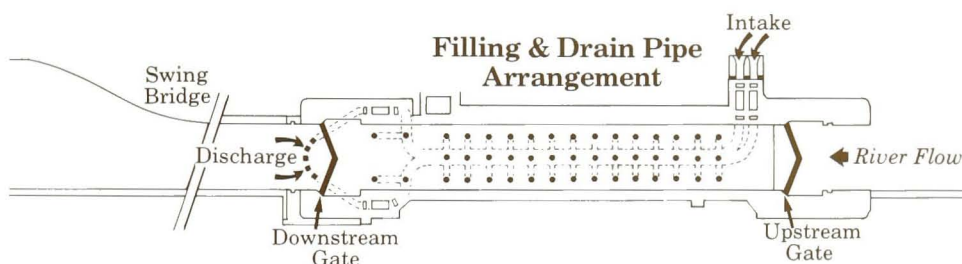 Filling & Drain Pipe
Arrangement
Intake
Swing
Bridge
Discharge
River Flow
Downstream
Gate
Upstream
Gate